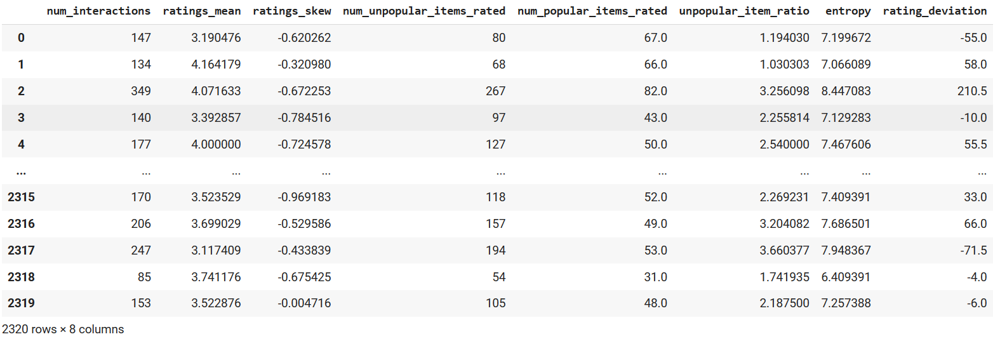 num_interactions ratings_mean ratings_skew num_unpopular_items_rated num_popular_items_rated unpopular_item_ratio entropy rating_deviation
0 147 3.190476 -0.620262 80 67.0 1.194030 7.199672 -55.0
1 134 4.164179 -0.320980 68 66.0 1.030303 7.066089 58.0
2 349 4.071633 -0.672253 267 82.0 3.256098 8.447083 210.5
3 140 3.392857 -0.784516 97 43.0 2.255814 7.129283 -10.0
4 177 4.000000 -0.724578 127 50.0 2.540000 7.467606 55.5
... ... ... ... ... ... ... ... ...
2315 170 3.523529 -0.969183 118 52.0 2.269231 7.409391 33.0
2316 206 3.699029 -0.529586 157 49.0 3.204082 7.686501 66.0
2317 247 3.117409 -0.433839 194 53.0 3.660377 7.948367 -71.5
2318 85 3.741176 -0.675425 54 31.0 1.741935 6.409391 -4.0
2319 153 3.522876 -0.004716 105 48.0 2.187500 7.257388 -6.0
2320 rows × 8 columns